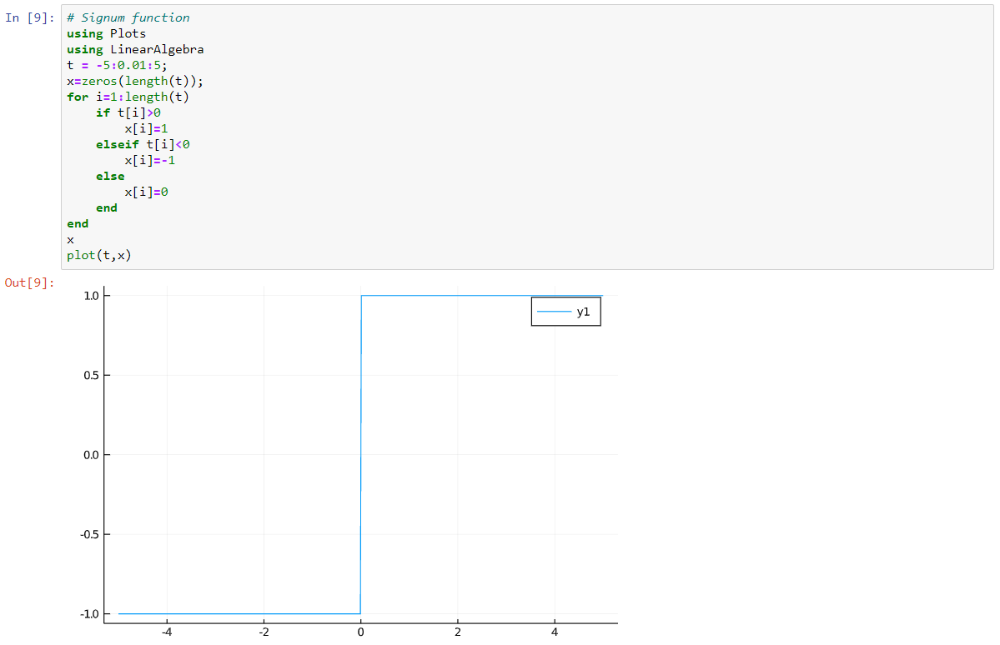 In [9]:
# Signum function
using Plots
using LinearAlgebra
t = -5:0.01:5;
x=zeros(length(t));
for i=1:length(t)
    if t[i]>0
        x[i]=1
    elseif t[i]<0
        x[i]=-1
    else
        x[i]=0
    end
end
x
plot(t,x)
Out[9]:
1.0
y1
0.5
0.0
-0.5
-1.0
-4 -2 0 2 4